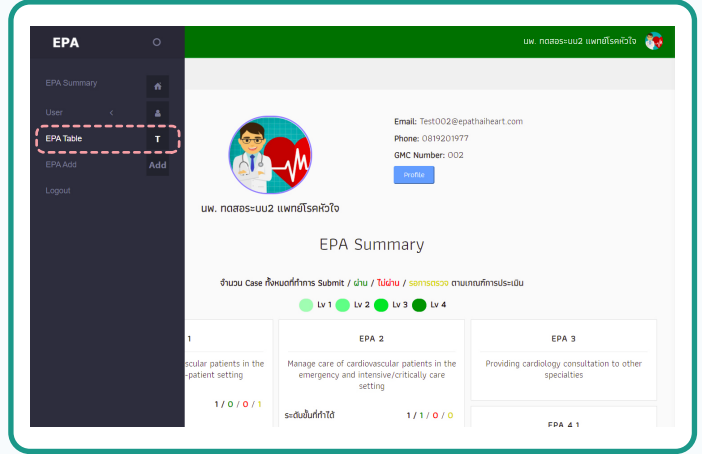 EPA
นพ. ทดสอระบบ2 แพทย์โรคหัวใจ
EPA Summary
User <
EPA Table T
EPA Add Add
Logout
Email: Test002@epathaiheart.com
Phone: 0819201977
GMC Number: 002
Profile
นพ. ทดสอระบบ2 แพทย์โรคหัวใจ
EPA Summary
จำนวน Case ทั้งหมดที่ทำการ Submit / ผ่าน / ไม่ผ่าน / รอการตรวจ ตามเกณฑ์การประเมิน
Lv 1 Lv 2 Lv 3 Lv 4
1
scular patients in the
-patient setting
1 / 0 / 0 / 1
EPA 2
Manage care of cardiovascular patients in the
emergency and intensive/critically care
setting
ระดับขั้นที่ทำได้ 1 / 1 / 0 / 0
EPA 3
Providing cardiology consultation to other
specialties
EPA 4.1